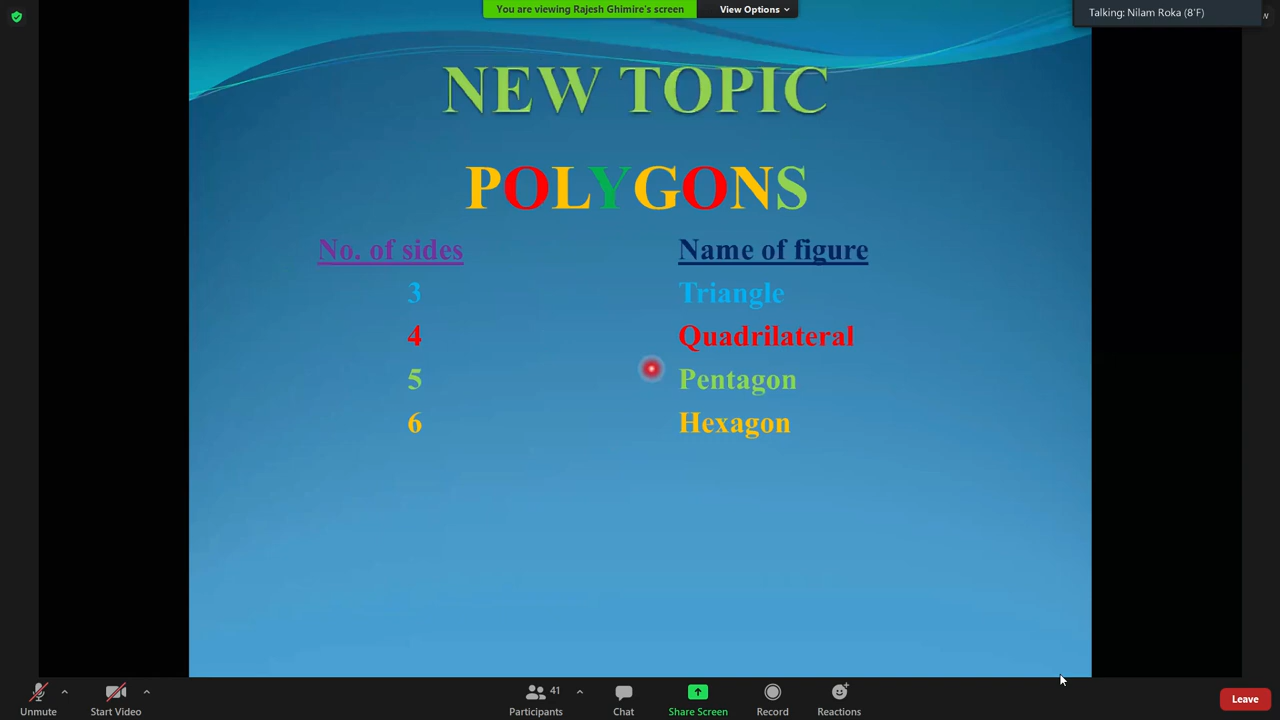 You are viewing Rajesh Ghimire's screen
View Options
Talking: Nilam Roka (8'F)
NEW TOPIC
POLYGONS
No. of sides Name of figure
3 Triangle
4 Quadrilateral
5 Pentagon
6 Hexagon
41
Unmute Start Video Participants Chat Share Screen Record Reactions Leave